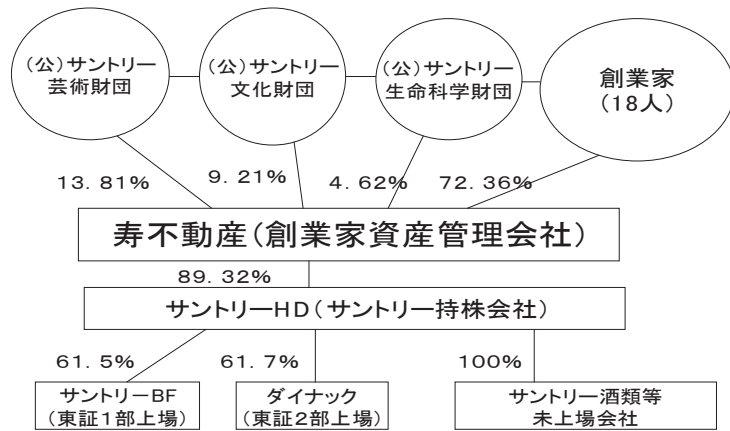 (公)サントリー
芸術財団
(公)サントリー
文化財団
(公)サントリー
生命科学財団
創業家
(18人)
13.81%
9.21%
4.62%
72.36%
寿不動産(創業家資産管理会社)
89.32%
サントリーHD(サントリー持株会社)
61.5%
61.7%
100%
サントリーBF
(東証1部上場)
ダイナック
(東証2部上場)
サントリー酒類等
未上場会社